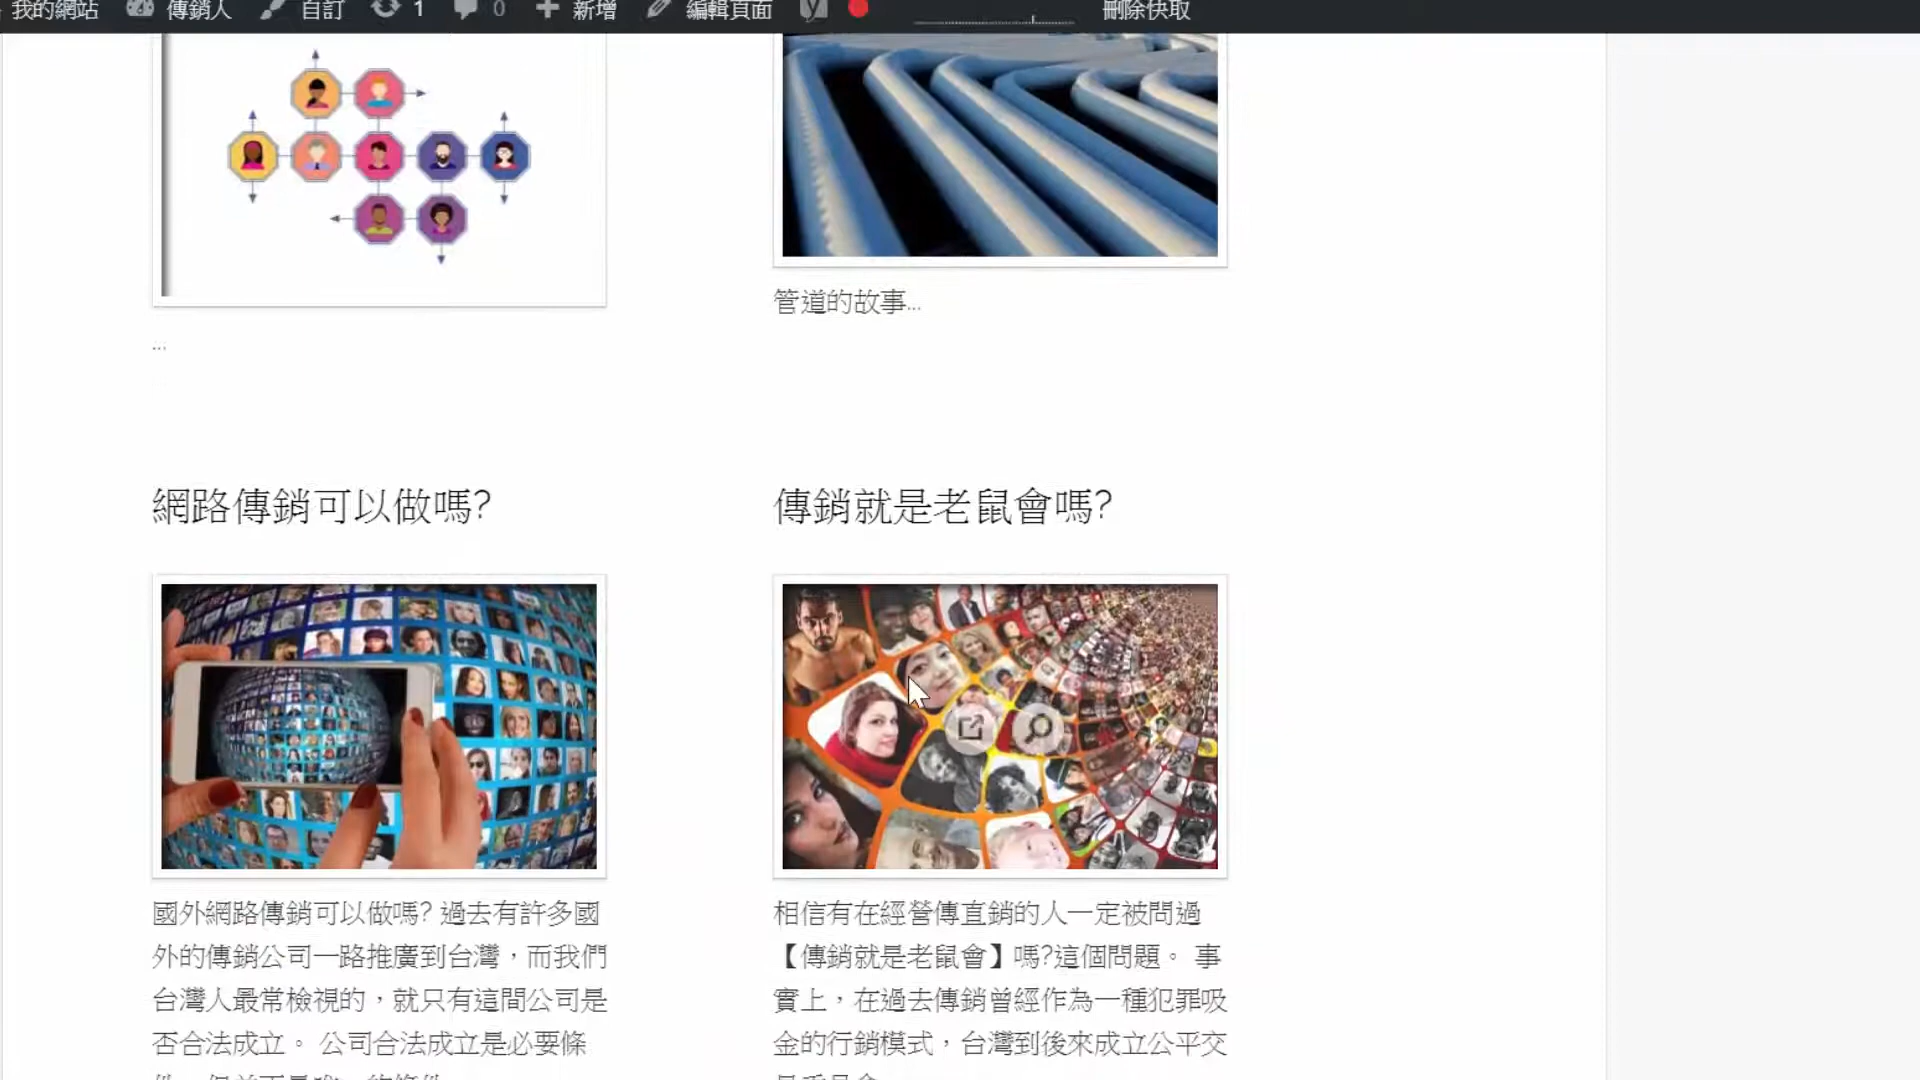 我的網站 傳銷人 自訂 1 0 新增 編輯頁面 刪除快取
...
管道的故事...
網路傳銷可以做嗎?
國外網路傳銷可以做嗎? 過去有許多國
外的傳銷公司一路推廣到台灣，而我們
台灣人最常檢視的，就只有這間公司是
否合法成立。 公司合法成立是必要條
傳銷就是老鼠會嗎?
相信有在經營傳直銷的人一定被問過
【傳銷就是老鼠會】嗎?這個問題。 事
實上，在過去傳銷曾經作為一種犯罪吸
金的行銷模式，台灣到後來成立公平交